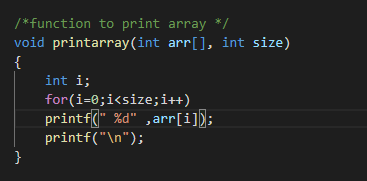 /*function to print array */
void printarray(int arr[], int size)
{
    int i;
    for(i=0;i<size;i++)
    printf(" %d" ,arr[i]);
    printf("\n");
}